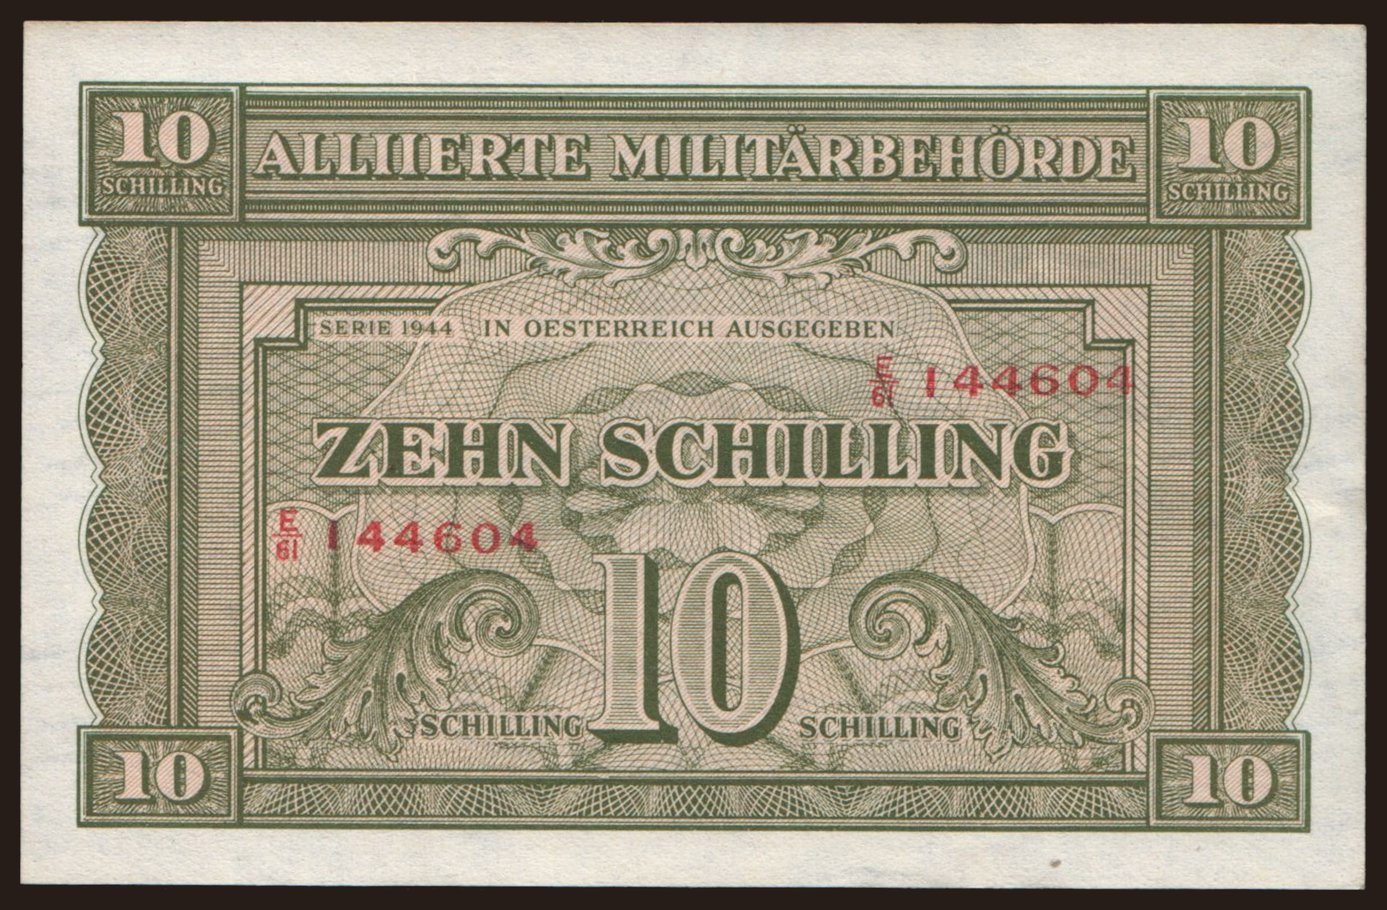 10 SCHILLING
ALLIIERTE MILITÄRBEHÖRDE
10 SCHILLING
SERIE 1944 IN OESTERREICH AUSGEGEBEN
E/61 144604
ZEHN SCHILLING
E/61 144604
SCHILLING 10 SCHILLING
10
10